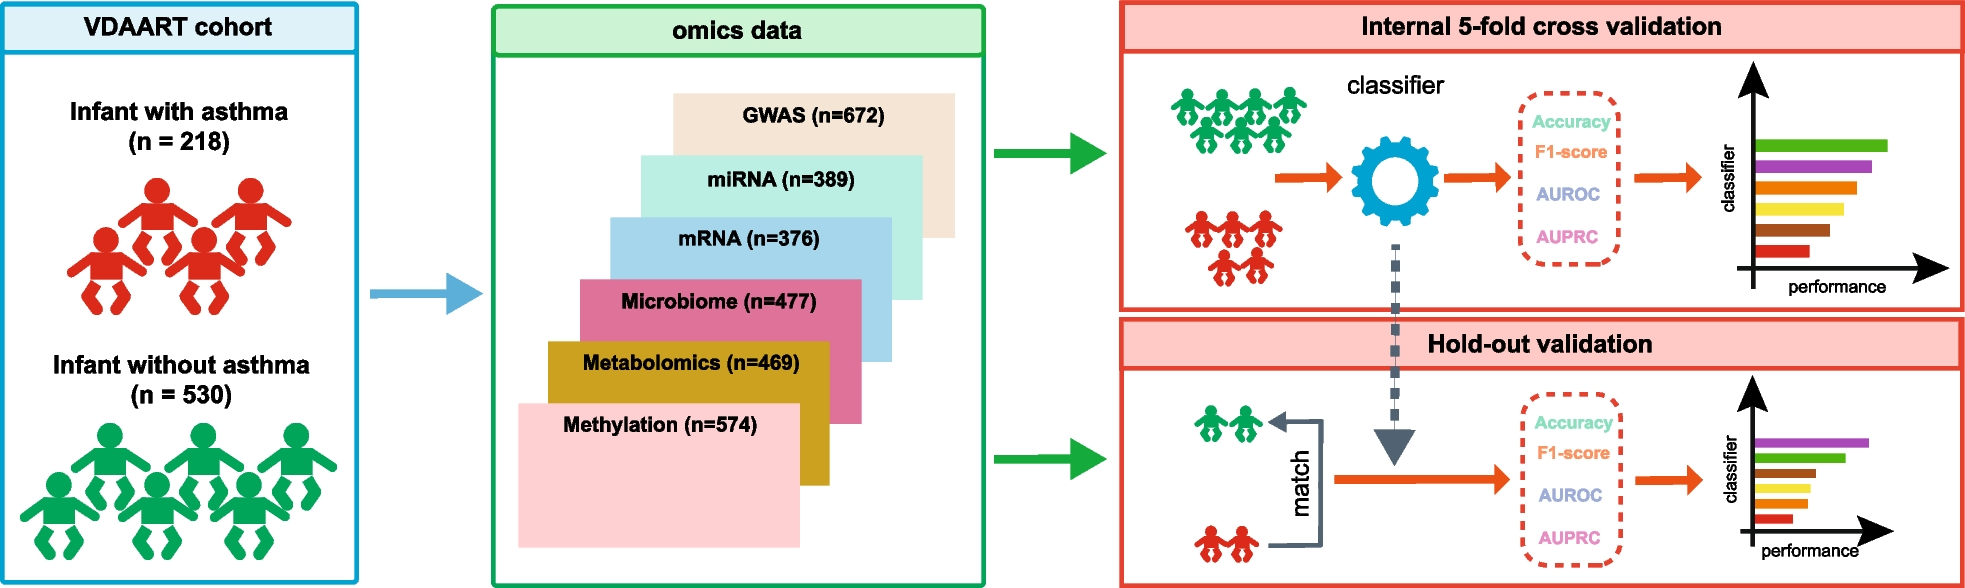 VDAART cohort
Infant with asthma
(n = 218)
Infant without asthma
(n = 530)
omics data
GWAS (n=672)
miRNA (n=389)
mRNA (n=376)
Microbiome (n=477)
Metabolomics (n=469)
Methylation (n=574)
Internal 5-fold cross validation
classifier
Accuracy
F1-score
AUROC
AUPRC
classifier
performance
Hold-out validation
match
Accuracy
F1-score
AUROC
AUPRC
classifier
performance